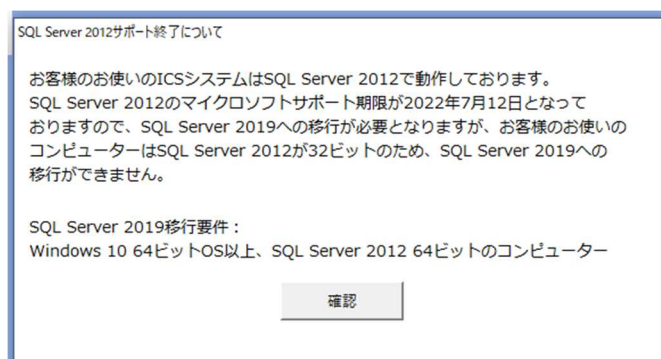 SQL Server 2012サポート終了について
お客様のお使いのICSシステムはSQL Server 2012で動作しております。
SQL Server 2012のマイクロソフトサポート期限が2022年7月12日となって
おりますので、SQL Server 2019への移行が必要となりますが、お客様のお使いの
コンピューターはSQL Server 2012が32ビットのため、SQL Server 2019への
移行ができません。
SQL Server 2019移行要件：
Windows 10 64ビットOS以上、SQL Server 2012 64ビットのコンピューター
確認